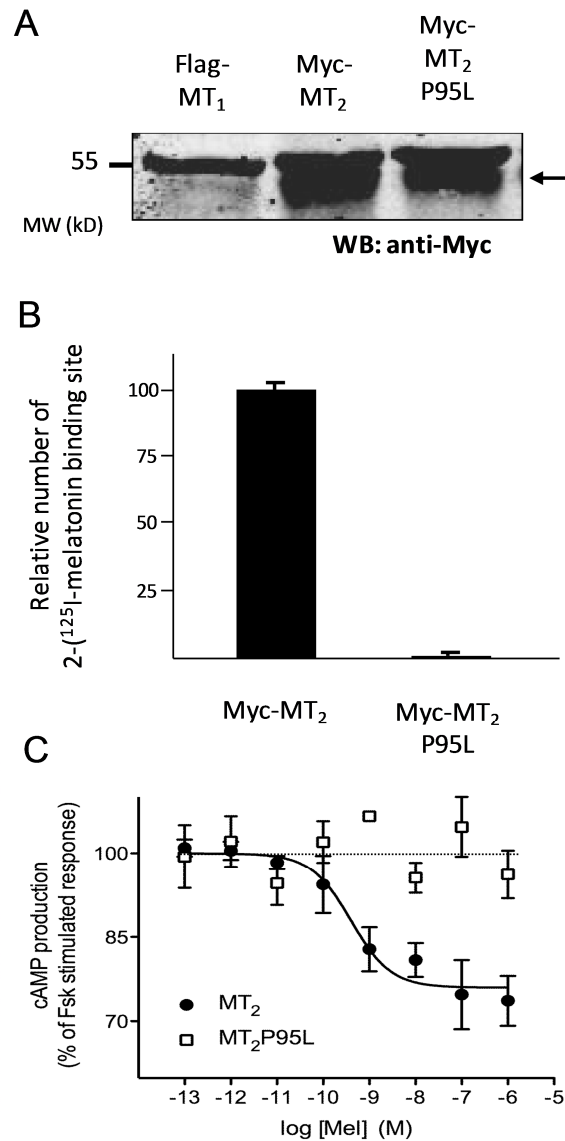 A
Flag-
MT1
Myc-
MT2
Myc-
MT2
P95L
55
MW (kD)
WB: anti-Myc
B
Relative number of
2-(125I-melatonin binding site
100
75
50
25
Myc-MT2
Myc-MT2
P95L
C
cAMP production
(% of Fsk stimulated response)
100
85
70
MT2
MT2P95L
-13 -12 -11 -10 -9 -8 -7 -6 -5
log [Mel] (M)